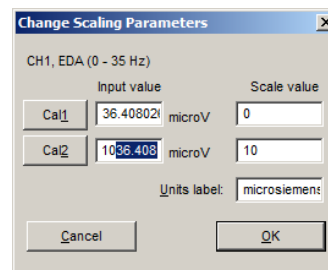 Change Scaling Parameters
CH1, EDA (0 - 35 Hz)
Input value Scale value
Cal1 36.40802 microV 0
Cal2 1036.408 microV 10
Units label: microsiemens
Cancel OK